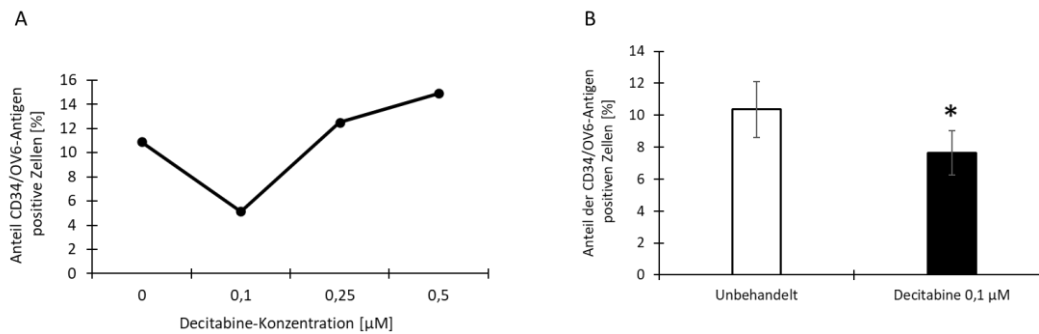 A
Anteil CD34/OV6-Antigen
positive Zellen [%]
16
14
12
10
8
6
4
2
0
0 0,1 0,25 0,5
Decitabine-Konzentration [µM]
B
Anteil der CD34/OV6-Antigen
positiven Zellen [%]
14
12
10
8
6
4
2
0
*
Unbehandelt Decitabine 0,1 µM